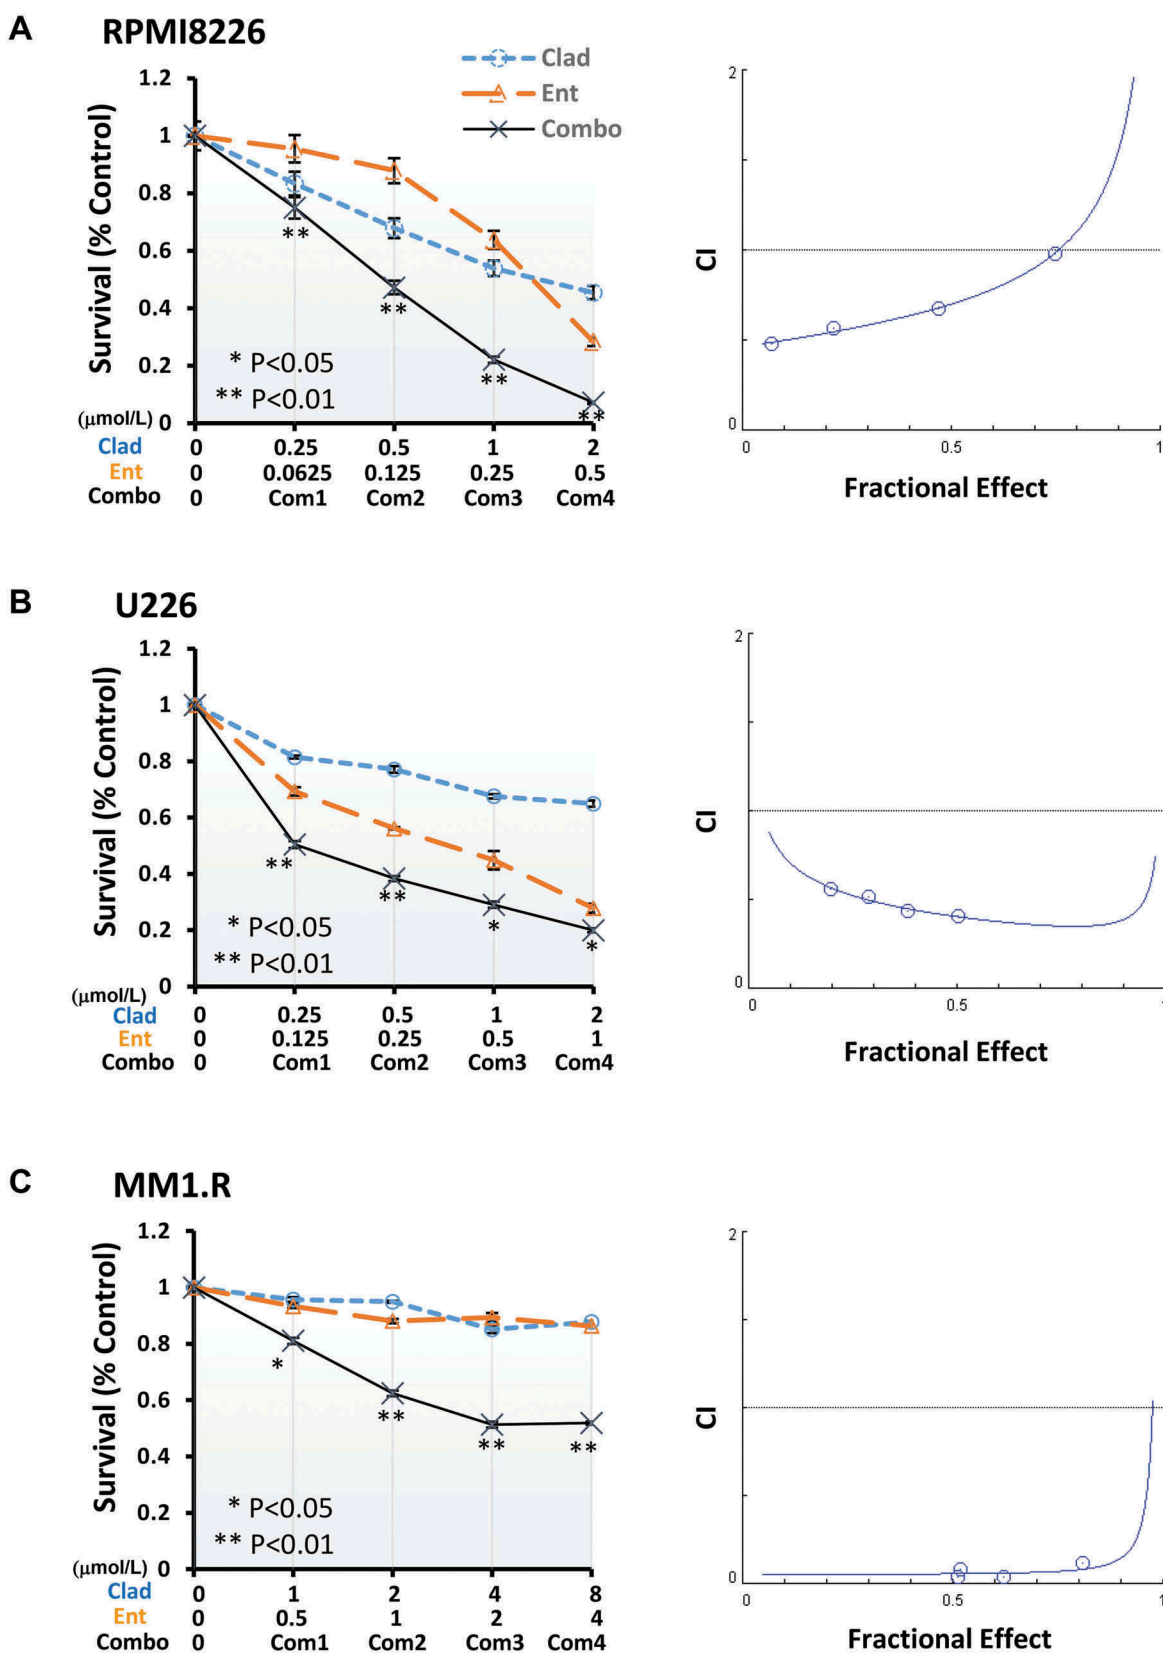 A RPMI8226
Clad
Ent
Combo
Survival (% Control)
1.2
1
0.8
0.6
0.4
0.2
0
**
**
**
**
* P<0.05
** P<0.01
(μmol/L)
Clad 0 0.25 0.5 1 2
Ent 0 0.0625 0.125 0.25 0.5
Combo 0 Com1 Com2 Com3 Com4
CI
2
0
0 0.5 1
Fractional Effect
B U226
Survival (% Control)
1.2
1
0.8
0.6
0.4
0.2
0
**
**
*
*
* P<0.05
** P<0.01
(μmol/L)
Clad 0 0.25 0.5 1 2
Ent 0 0.125 0.25 0.5 1
Combo 0 Com1 Com2 Com3 Com4
CI
2
0
0 0.5 1
Fractional Effect
C MM1.R
Survival (% Control)
1.2
1
0.8
0.6
0.4
0.2
0
*
**
**
**
* P<0.05
** P<0.01
(μmol/L)
Clad 0 1 2 4 8
Ent 0 0.5 1 2 4
Combo 0 Com1 Com2 Com3 Com4
CI
2
0
0 0.5 1
Fractional Effect